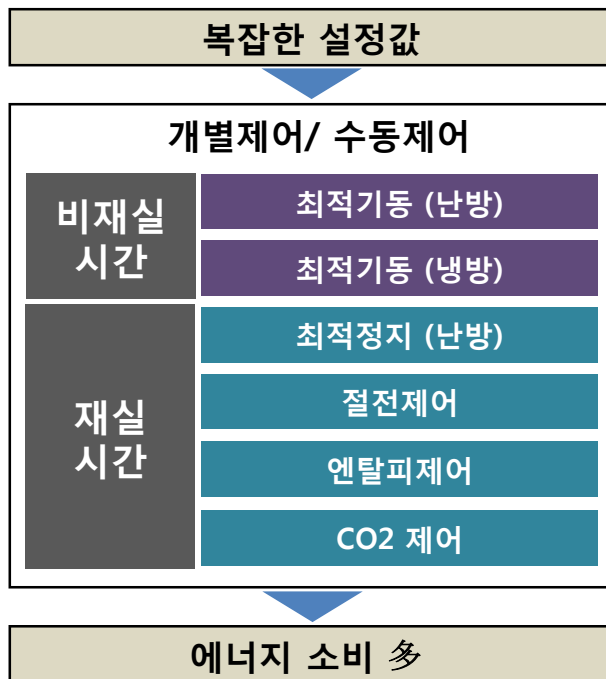 복잡한 설정값
개별제어/ 수동제어
비재실
시간
최적기동 (난방)
최적기동 (냉방)
재실
시간
최적정지 (난방)
절전제어
엔탈피제어
CO2 제어
에너지 소비 多